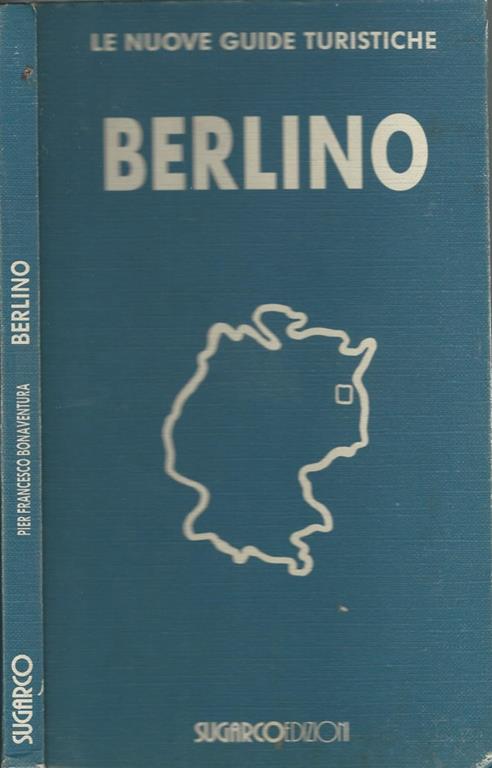 LE NUOVE GUIDE TURISTICHE
BERLINO
SUGARCOEDIZIONI
PIER FRANCESCO BONAVENTURA BERLINO
SUGARCO